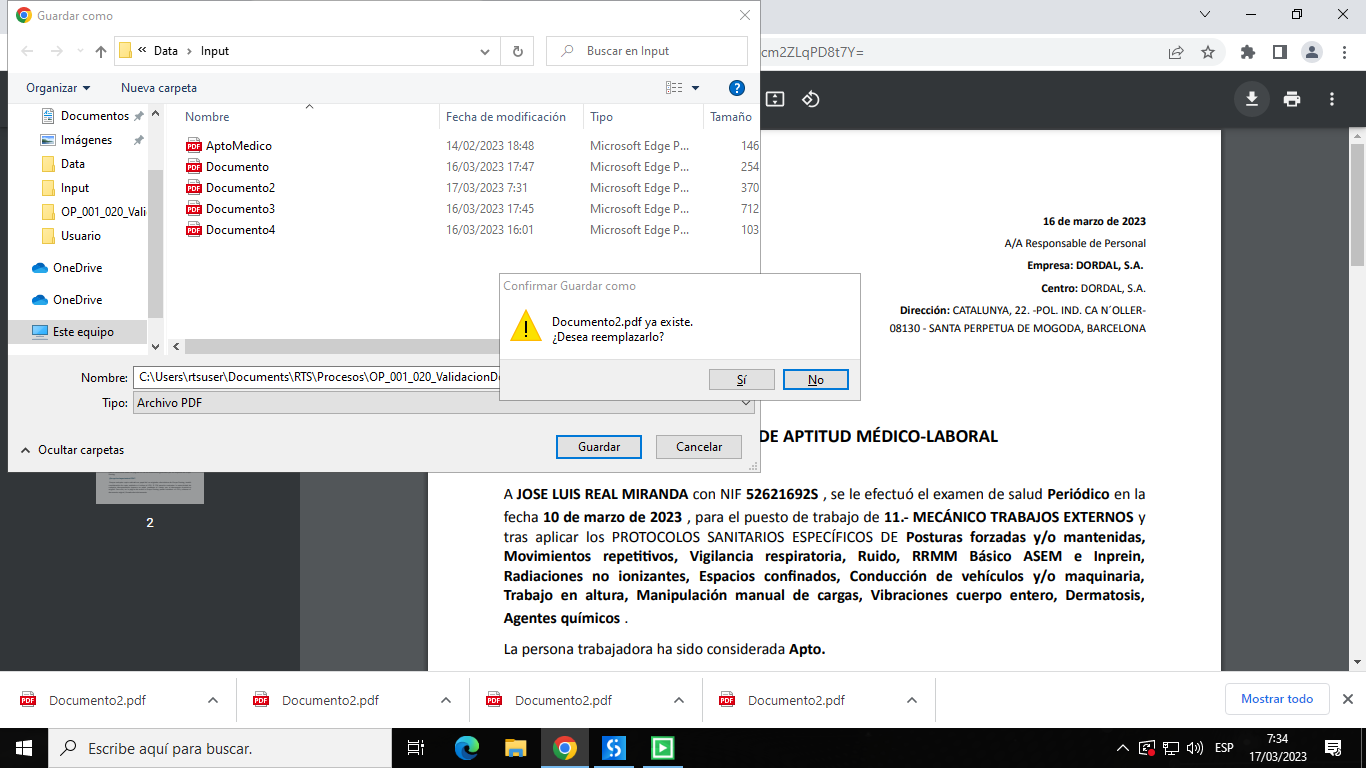 Guardar como
« Data > Input
Buscar en Input
cm2ZLqPD8t7Y=
Organizar
Nueva carpeta
Documentos
Imágenes
Data
Input
OP_001_020_Vali
Usuario
OneDrive
OneDrive
Este equipo
Nombre Fecha de modificación Tipo Tamaño
AptoMedico 14/02/2023 18:48 Microsoft Edge P... 146
Documento 16/03/2023 17:47 Microsoft Edge P... 254
Documento2 17/03/2023 7:31 Microsoft Edge P... 370
Documento3 16/03/2023 17:45 Microsoft Edge P... 712
Documento4 16/03/2023 16:01 Microsoft Edge P... 103
Nombre: C:\Users\rtsuser\Documents\RTS\Procesos\OP_001_020_ValidacionDo
Tipo: Archivo PDF
Ocultar carpetas
Guardar
Cancelar
Confirmar Guardar como
Documento2.pdf ya existe.
¿Desea reemplazarlo?
Sí
No
16 de marzo de 2023
A/A Responsable de Personal
Empresa: DORDAL, S.A.
Centro: DORDAL, S.A.
Dirección: CATALUNYA, 22. -POL. IND. CA N´OLLER-
08130 - SANTA PERPETUA DE MOGODA, BARCELONA
DE APTITUD MÉDICO-LABORAL
A JOSE LUIS REAL MIRANDA con NIF 52621692S , se le efectuó el examen de salud Periódico en la
fecha 10 de marzo de 2023 , para el puesto de trabajo de 11.- MECÁNICO TRABAJOS EXTERNOS y
tras aplicar los PROTOCOLOS SANITARIOS ESPECÍFICOS DE Posturas forzadas y/o mantenidas,
Movimientos repetitivos, Vigilancia respiratoria, Ruido, RRMM Básico ASEM e Inprein,
Radiaciones no ionizantes, Espacios confinados, Conducción de vehículos y/o maquinaria,
Trabajo en altura, Manipulación manual de cargas, Vibraciones cuerpo entero, Dermatosis,
Agentes químicos .
La persona trabajadora ha sido considerada Apto.
2
Documento2.pdf
Documento2.pdf
Documento2.pdf
Documento2.pdf
Mostrar todo
Escribe aquí para buscar.
ESP
7:34
17/03/2023